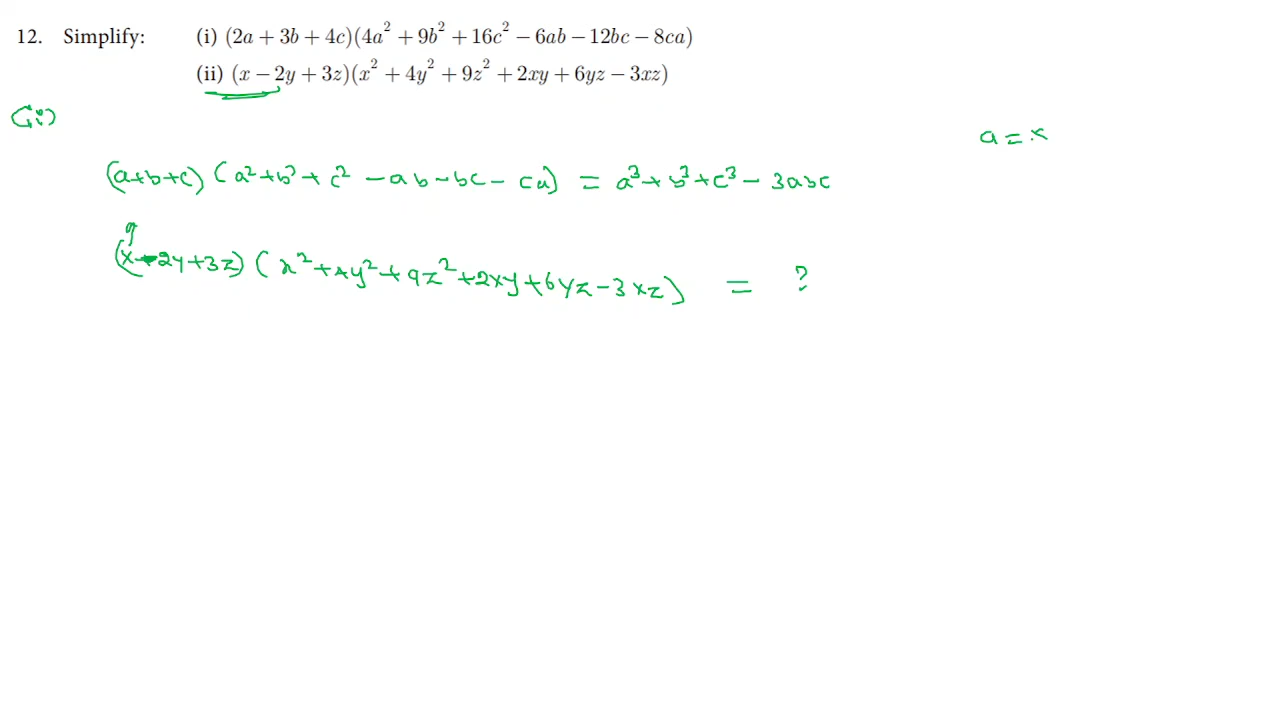 12. Simplify: (i) (2a + 3b + 4c)(4a² + 9b² + 16c² − 6ab − 12bc − 8ca)
(ii) (x − 2y + 3z)(x² + 4y² + 9z² + 2xy + 6yz − 3xz)
(ii)
a = x
(a+b+c) (a²+b²+c² −ab−bc−ca) = a³+b³+c³−3abc
(x−2y+3z) (x²+4y²+9z²+2xy+6yz−3xz) = ?